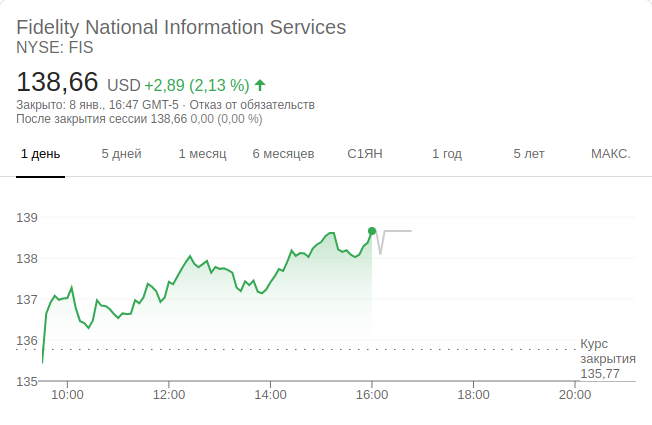 Fidelity National Information Services
NYSE: FIS
138,66 USD +2,89 (2,13 %)
Закрыто: 8 янв., 16:47 GMT-5 · Отказ от обязательств
После закрытия сессии 138,66 0,00 (0,00 %)
1 день 5 дней 1 месяц 6 месяцев С1ЯН 1 год 5 лет МАКС.
139
138
137
136
135
Курс
закрытия
135,77
10:00 12:00 14:00 16:00 18:00 20:00